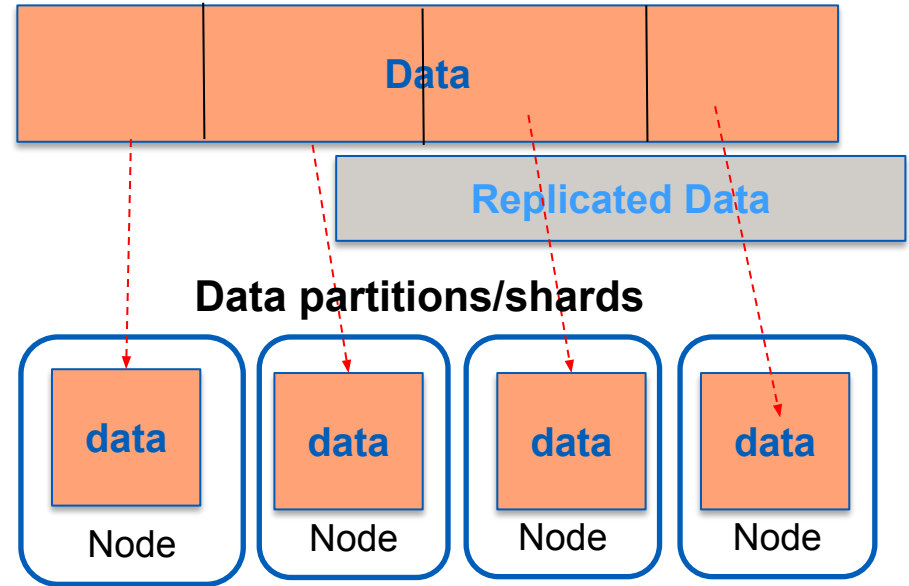 Data
Replicated Data
Data partitions/shards
data
data
data
data
Node
Node
Node
Node